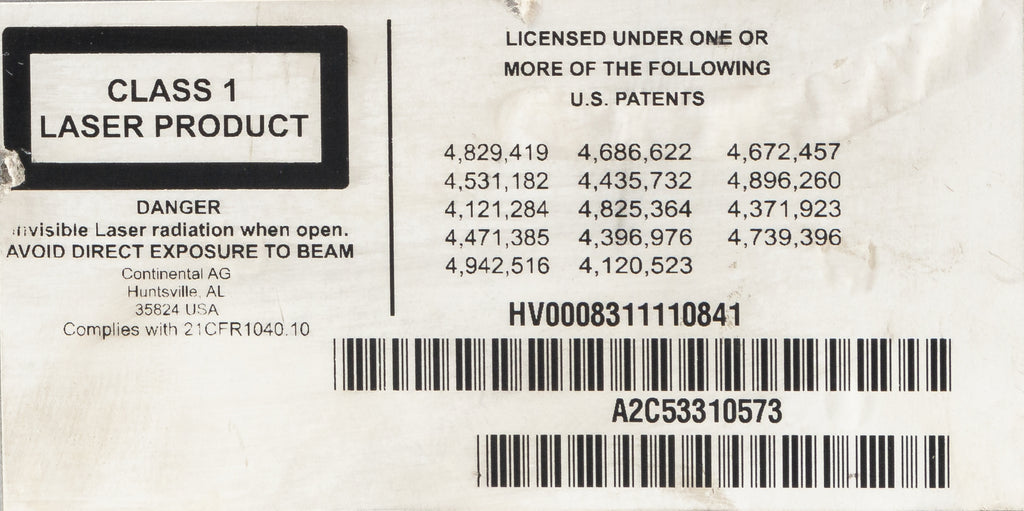 CLASS 1
LASER PRODUCT
DANGER
Invisible Laser radiation when open.
AVOID DIRECT EXPOSURE TO BEAM
Continental AG
Huntsville, AL
35824 USA
Complies with 21CFR1040.10
LICENSED UNDER ONE OR
MORE OF THE FOLLOWING
U.S. PATENTS
4,829,419 4,686,622 4,672,457
4,531,182 4,435,732 4,896,260
4,121,284 4,825,364 4,371,923
4,471,385 4,396,976 4,739,396
4,942,516 4,120,523
HV0008311110841
A2C53310573